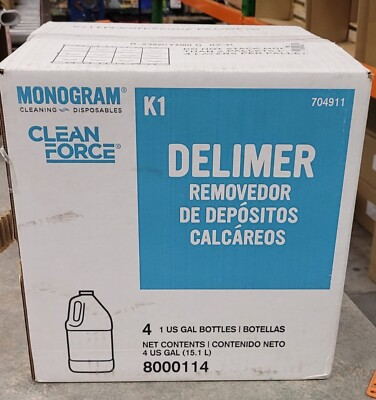 MONOGRAM®
CLEANING DISPOSABLES
CLEAN
FORCE®
K1
704911
DELIMER
REMOVEDOR
DE DEPÓSITOS
CALCÁREOS
4 1 US GAL BOTTLES | BOTELLAS
NET CONTENTS | CONTENIDO NETO
4 US GAL (15.1 L)
8000114